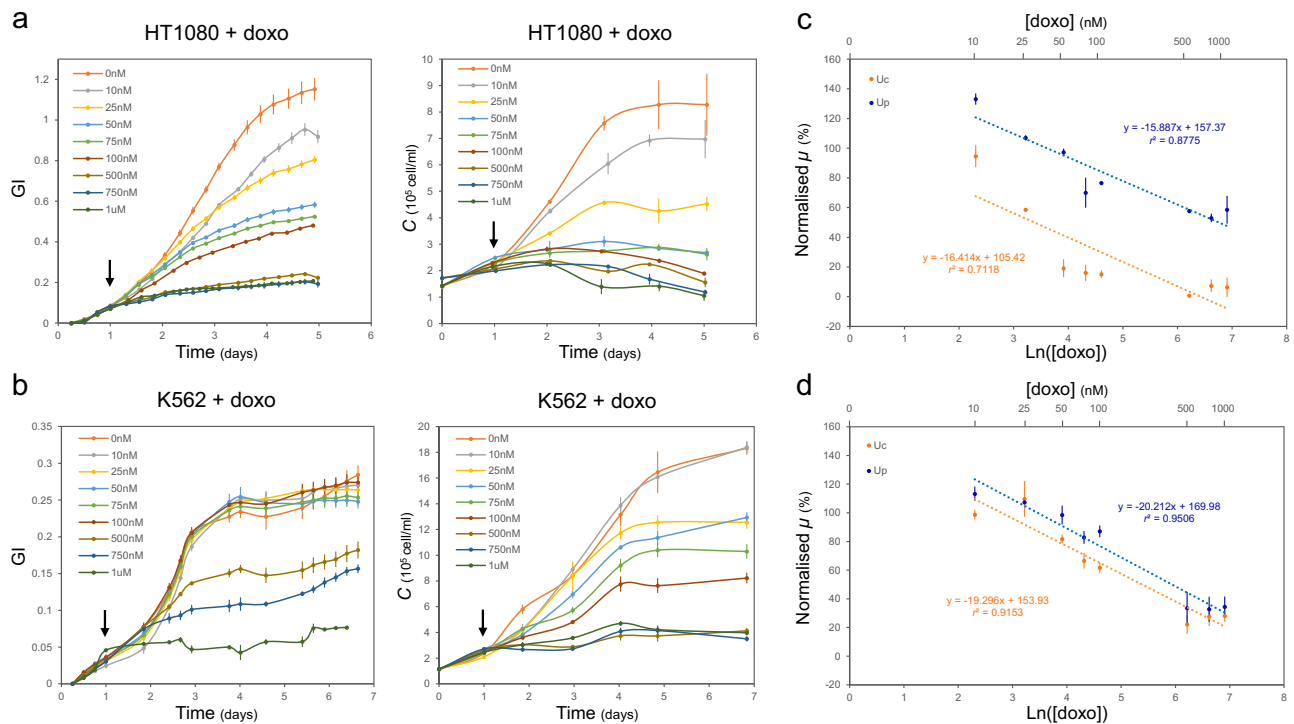 a
HT1080 + doxo
GI
1.2
1
0.8
0.6
0.4
0.2
0
0nM
10nM
25nM
50nM
75nM
100nM
500nM
750nM
1uM
0 1 2 3 4 5 6
Time (days)
HT1080 + doxo
C (10⁵ cell/ml)
10
9
8
7
6
5
4
3
2
1
0
0nM
10nM
25nM
50nM
75nM
100nM
500nM
750nM
1uM
0 1 2 3 4 5 6
Time (days)
c
[doxo] (nM)
0 10 25 50 100 500 1000
Normalised μ (%)
160
140
120
100
80
60
40
20
0
-20
Uc
Up
y = -15.887x + 157.37
r² = 0.8775
y = -16.414x + 105.42
r² = 0.7118
0 1 2 3 4 5 6 7 8
Ln([doxo])
b
K562 + doxo
GI
0.35
0.3
0.25
0.2
0.15
0.1
0.05
0
0nM
10nM
25nM
50nM
75nM
100nM
500nM
750nM
1uM
0 1 2 3 4 5 6 7
Time (days)
K562 + doxo
C (10⁵ cell/ml)
20
18
16
14
12
10
8
6
4
2
0
0nM
10nM
25nM
50nM
75nM
100nM
500nM
750nM
1uM
0 1 2 3 4 5 6 7
Time (days)
d
[doxo] (nM)
0 10 25 50 100 500 1000
Normalised μ (%)
160
140
120
100
80
60
40
20
0
-20
Uc
Up
y = -20.212x + 169.98
r² = 0.9506
y = -19.296x + 153.93
r² = 0.9153
0 1 2 3 4 5 6 7 8
Ln([doxo])